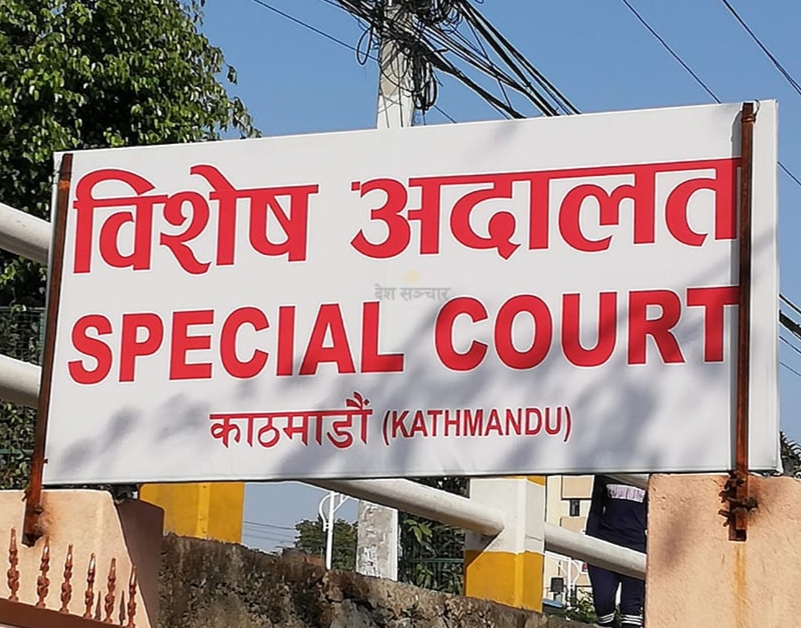 विशेष अदालत
देश सञ्चार
SPECIAL COURT
काठमाडौं (KATHMANDU)